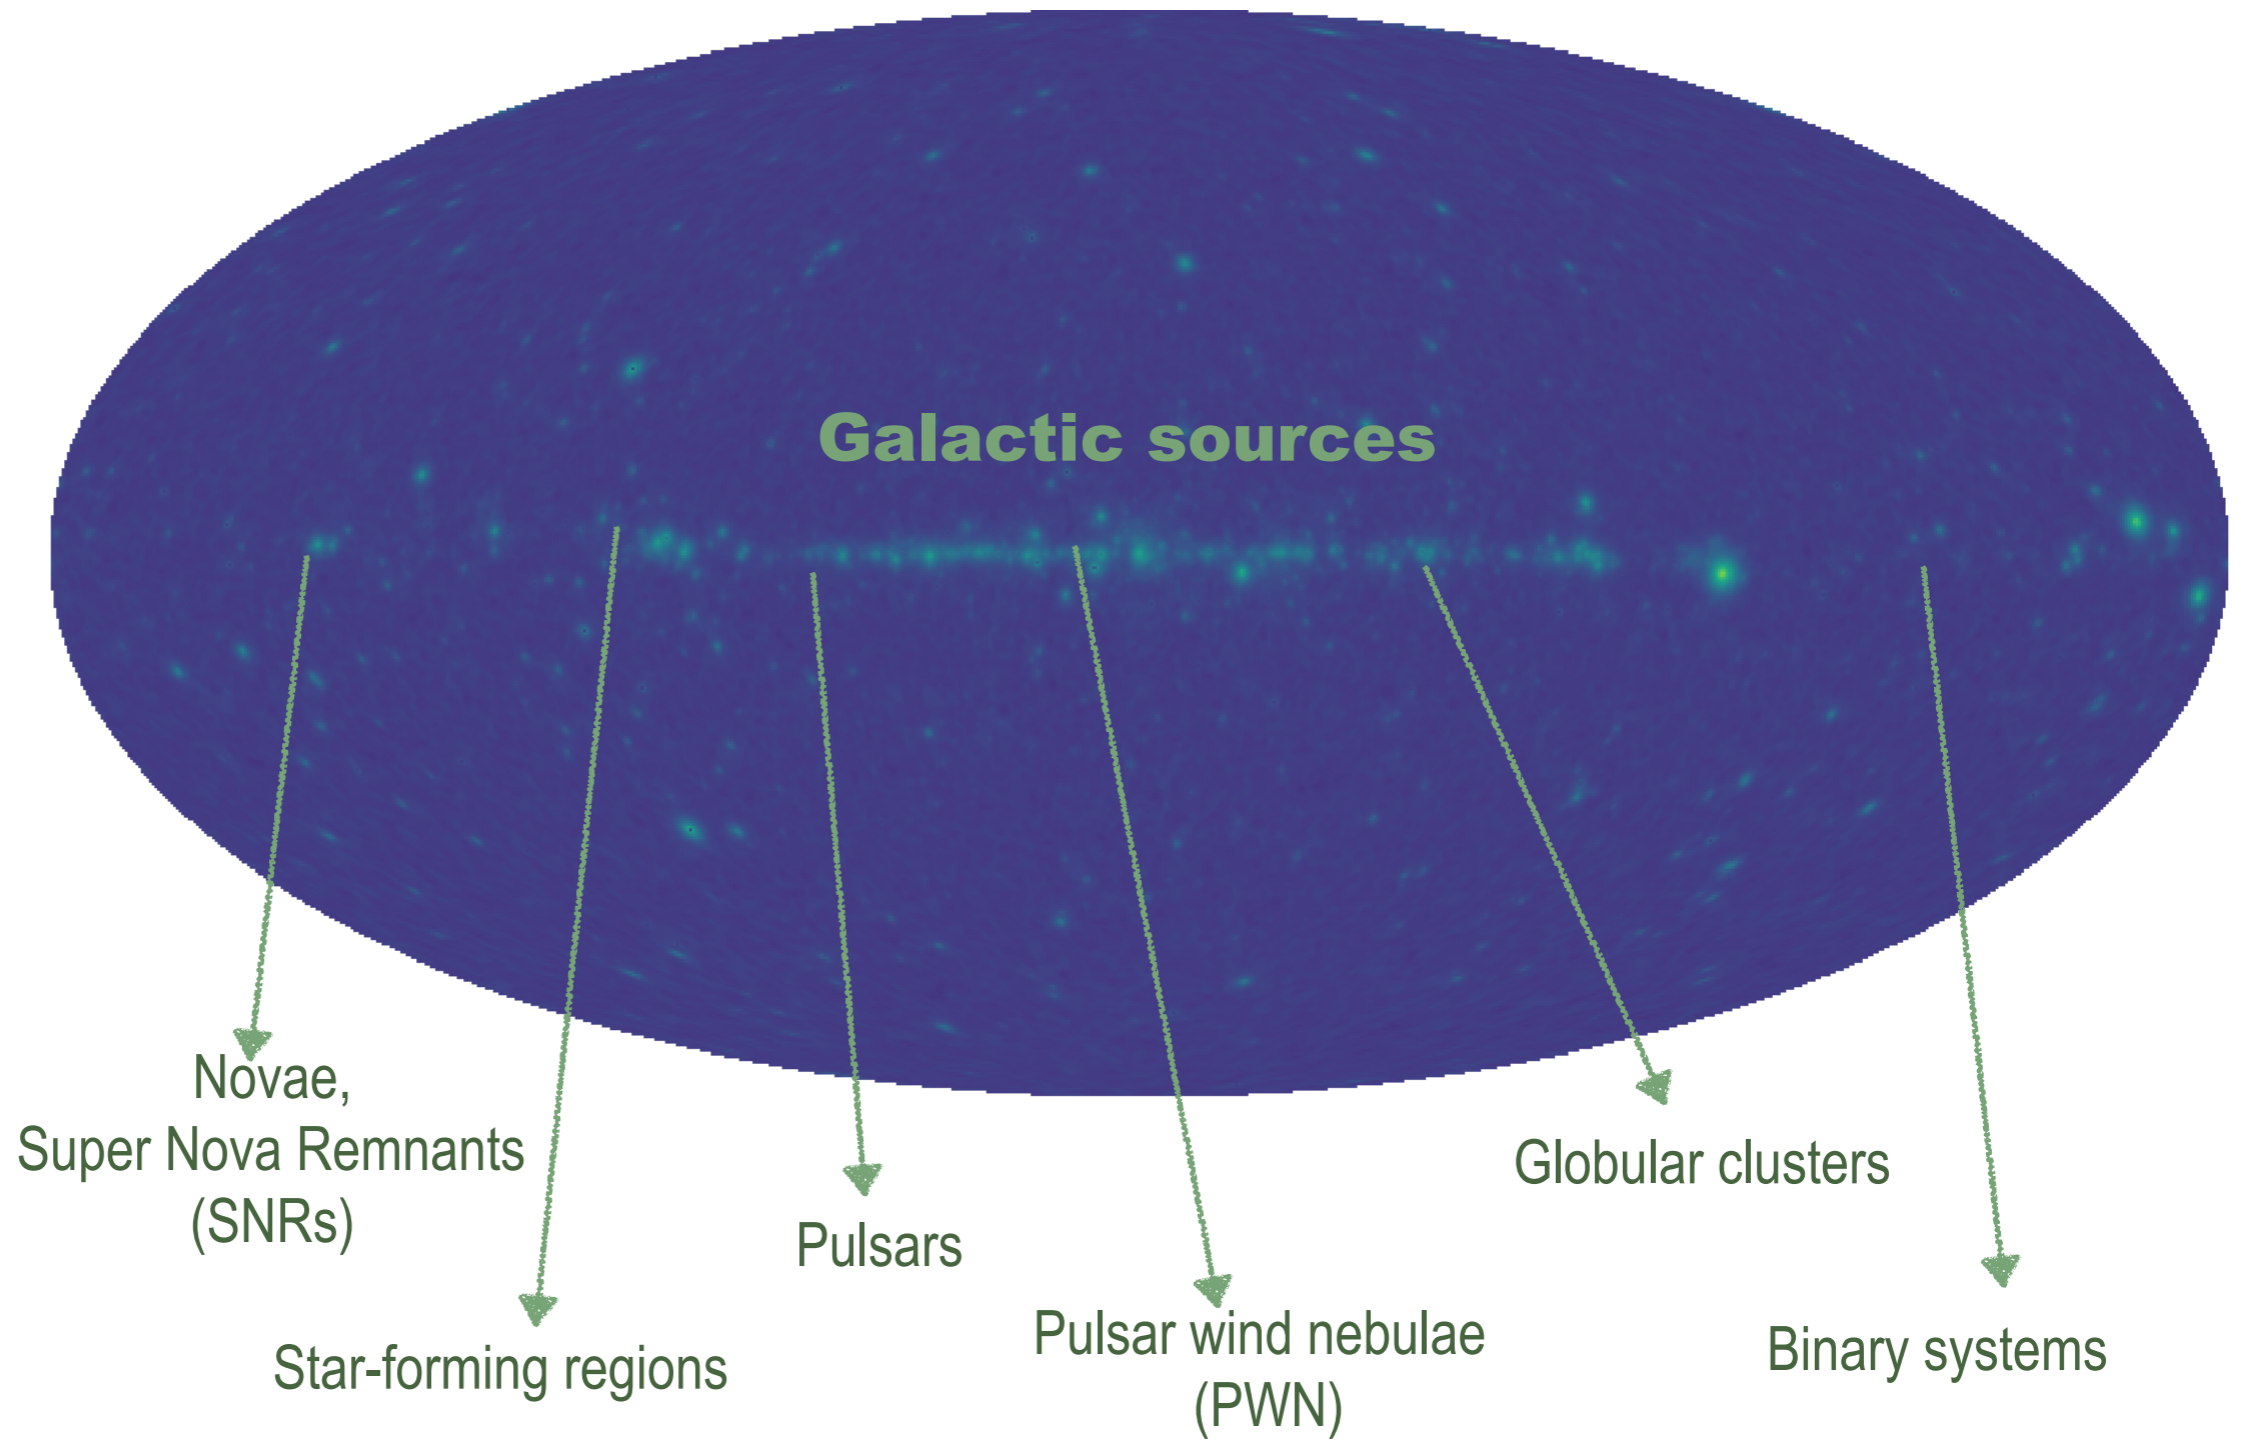 Galactic sources
Novae,
Super Nova Remnants
(SNRs)
Star-forming regions
Pulsars
Pulsar wind nebulae
(PWN)
Globular clusters
Binary systems